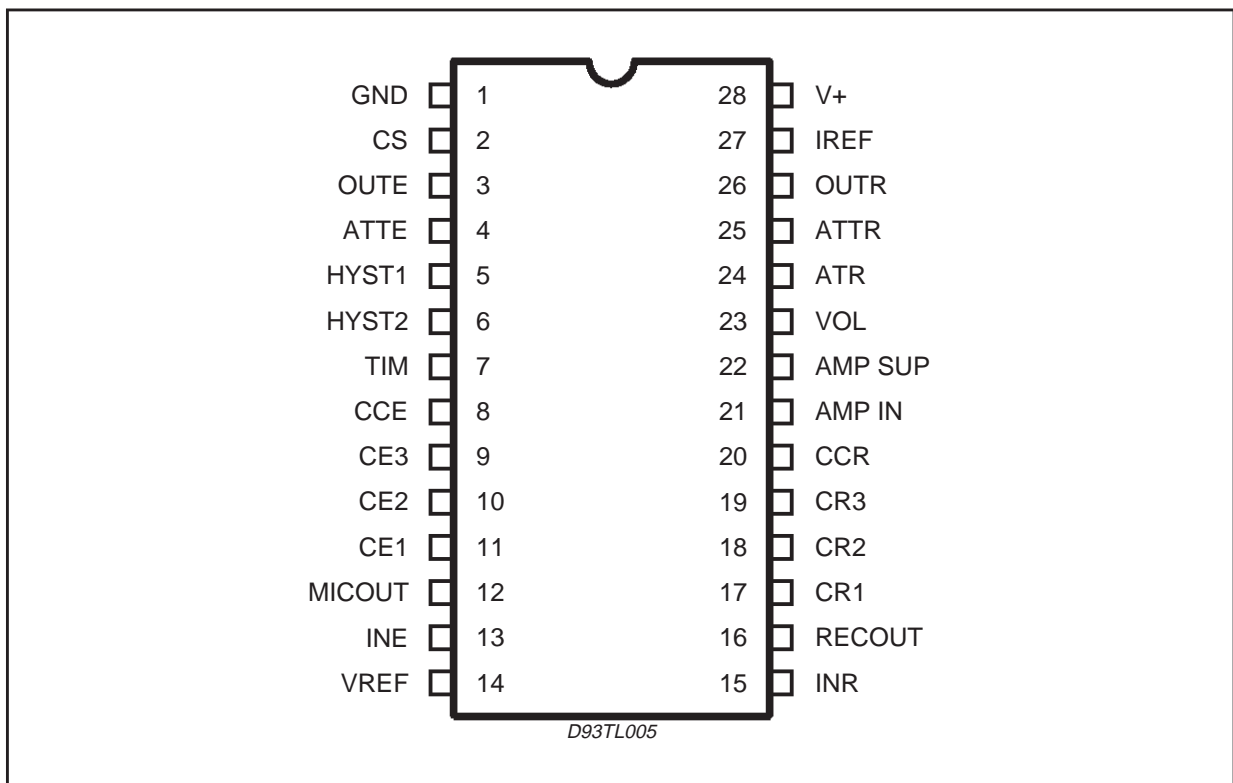 GND 1 28 V+
CS 2 27 IREF
OUTE 3 26 OUTR
ATTE 4 25 ATTR
HYST1 5 24 ATR
HYST2 6 23 VOL
TIM 7 22 AMP SUP
CCE 8 21 AMP IN
CE3 9 20 CCR
CE2 10 19 CR3
CE1 11 18 CR2
MICOUT 12 17 CR1
INE 13 16 RECOUT
VREF 14 15 INR
D93TL005